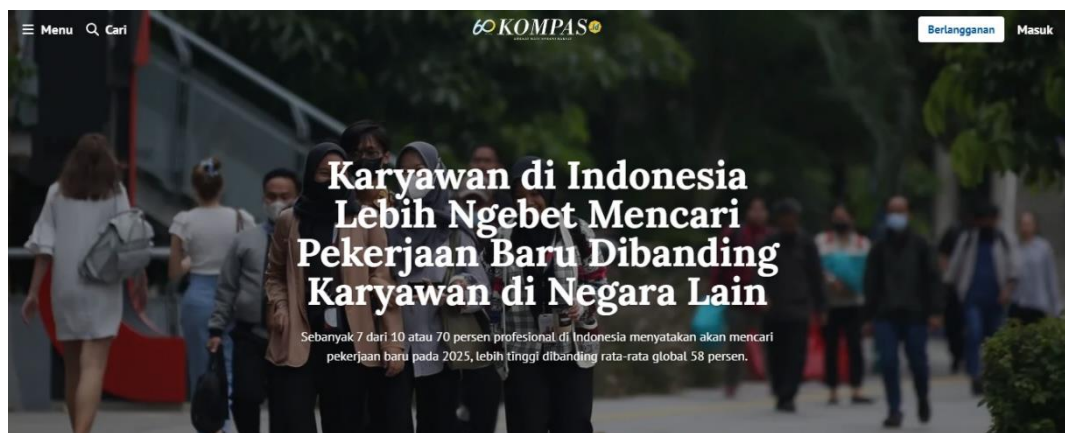 Menu Cari
60 KOMPAS
Berlangganan Masuk
Karyawan di Indonesia
Lebih Ngebet Mencari
Pekerjaan Baru Dibanding
Karyawan di Negara Lain
Sebanyak 7 dari 10 atau 70 persen profesional di Indonesia menyatakan akan mencari
pekerjaan baru pada 2025, lebih tinggi dibanding rata-rata global 58 persen.